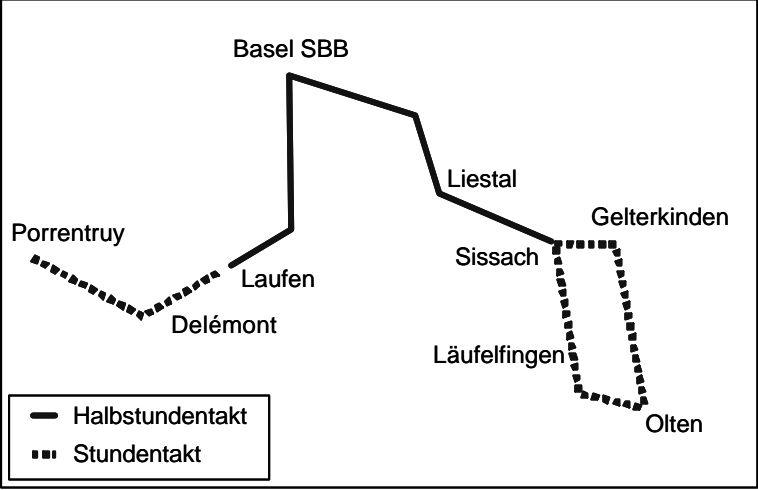 Basel SBB
Liestal
Gelterkinden
Porrentruy
Sissach
Laufen
Delémont
Läufelfingen
Halbstundentakt
Olten
Stundentakt